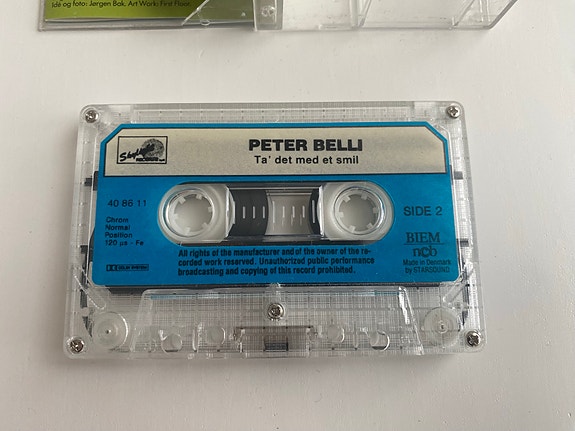 Idé og foto: Jørgen Bak. Art Work: First Floor.
PETER BELLI
Ta' det med et smil
40 86 11
SIDE 2
Chrom
Normal
Position
120 µs - Fe
DOLBY SYSTEM
All rights of the manufacturer and of the owner of the re-
corded work reserved. Unauthorized public performance
broadcasting and copying of this record prohibited.
BIEM
ncb
Made in Denmark
by STARSOUND